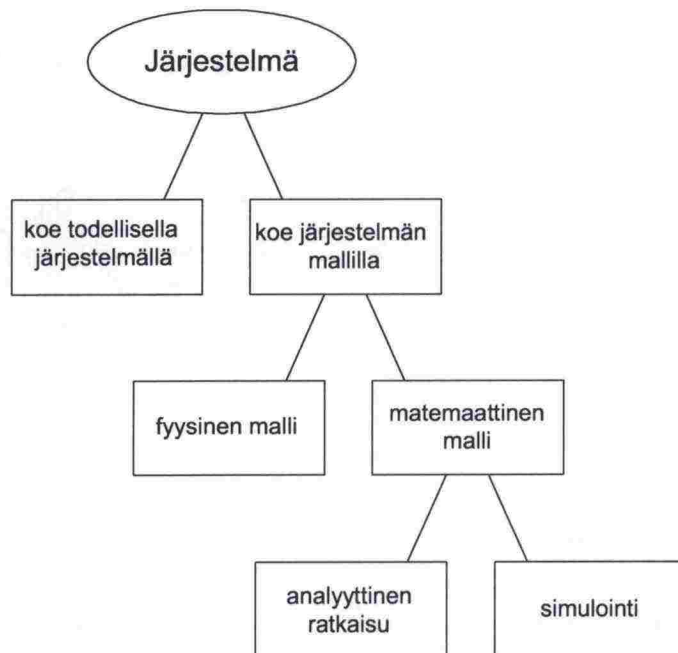 Järjestelmä
koe todellisella
järjestelmällä
koe järjestelmän
mallilla
fyysinen malli
matemaattinen
malli
analyyttinen
ratkaisu
simulointi